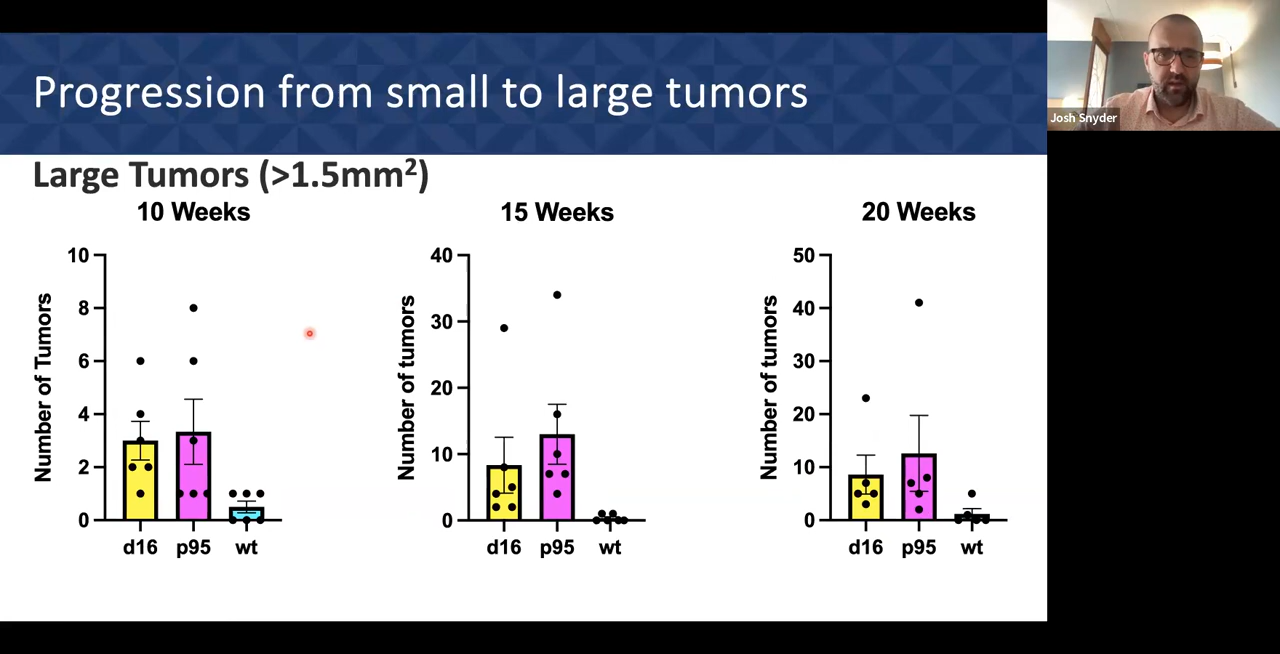 Progression from small to large tumors
Josh Snyder
Large Tumors (>1.5mm²)
10 Weeks
Number of Tumors
10
8
6
4
2
0
d16 p95 wt
15 Weeks
Number of tumors
40
30
20
10
0
d16 p95 wt
20 Weeks
Number of tumors
50
40
30
20
10
0
d16 p95 wt